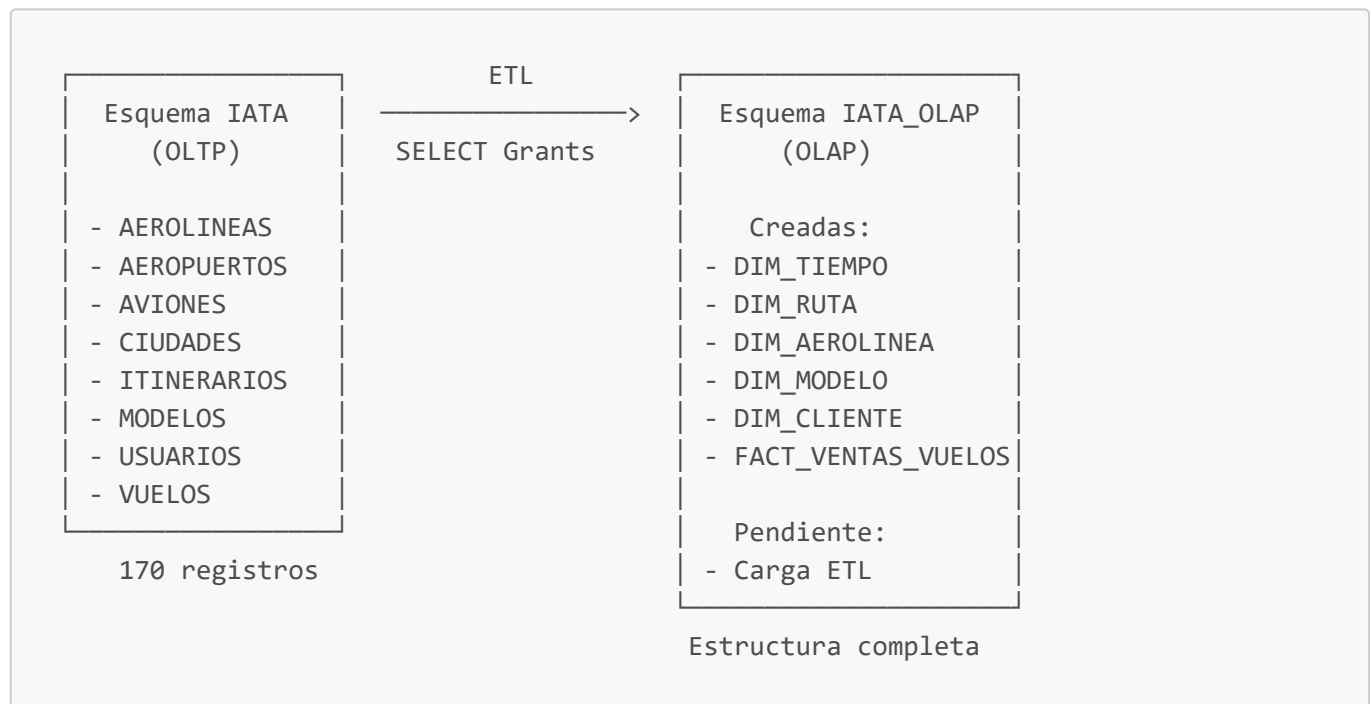 ETL
Esquema IATA ────────────────> Esquema IATA_OLAP
(OLTP) SELECT Grants (OLAP)
- AEROLINEAS Creadas:
- AEROPUERTOS - DIM_TIEMPO
- AVIONES - DIM_RUTA
- CIUDADES - DIM_AEROLINEA
- ITINERARIOS - DIM_MODELO
- MODELOS - DIM_CLIENTE
- USUARIOS - FACT_VENTAS_VUELOS
- VUELOS
Pendiente:
170 registros - Carga ETL
Estructura completa